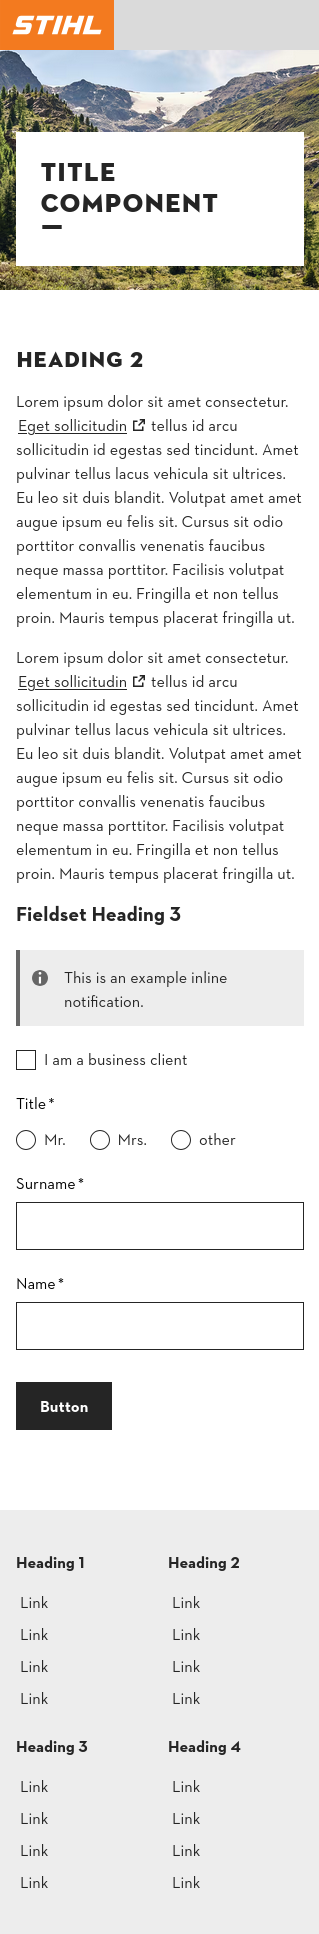 STIHL
TITLE
COMPONENT
HEADING 2
Lorem ipsum dolor sit amet consectetur.
Eget sollicitudin tellus id arcu
sollicitudin id egestas sed tincidunt. Amet
pulvinar tellus lacus vehicula sit ultrices.
Eu leo sit duis blandit. Volutpat amet amet
augue ipsum eu felis sit. Cursus sit odio
porttitor convallis venenatis faucibus
neque massa porttitor. Facilisis volutpat
elementum in eu. Fringilla et non tellus
proin. Mauris tempus placerat fringilla ut.
Lorem ipsum dolor sit amet consectetur.
Eget sollicitudin tellus id arcu
sollicitudin id egestas sed tincidunt. Amet
pulvinar tellus lacus vehicula sit ultrices.
Eu leo sit duis blandit. Volutpat amet amet
augue ipsum eu felis sit. Cursus sit odio
porttitor convallis venenatis faucibus
neque massa porttitor. Facilisis volutpat
elementum in eu. Fringilla et non tellus
proin. Mauris tempus placerat fringilla ut.
Fieldset Heading 3
This is an example inline
notification.
I am a business client
Title *
Mr. Mrs. other
Surname *
Name *
Button
Heading 1
Link
Link
Link
Link
Heading 2
Link
Link
Link
Link
Heading 3
Link
Link
Link
Link
Heading 4
Link
Link
Link
Link